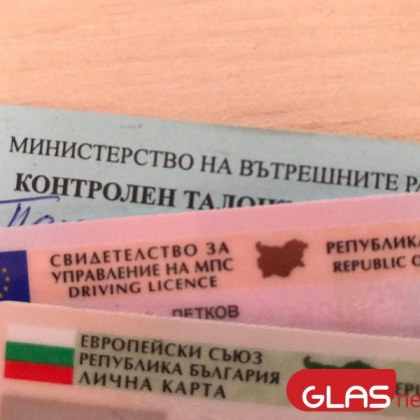 МИНИСТЕРСТВО НА ВЪТРЕШНИТЕ
КОНТРОЛЕН ТАЛОН
СВИДЕТЕЛСТВО ЗА
УПРАВЛЕНИЕ НА МПС
DRIVING LICENCE
РЕПУБЛИКА
REPUBLIC O
ПЕТКОВ
ЕВРОПЕЙСКИ СЪЮЗ
РЕПУБЛИКА БЪЛГАРИЯ
ЛИЧНА КАРТА
GLAS